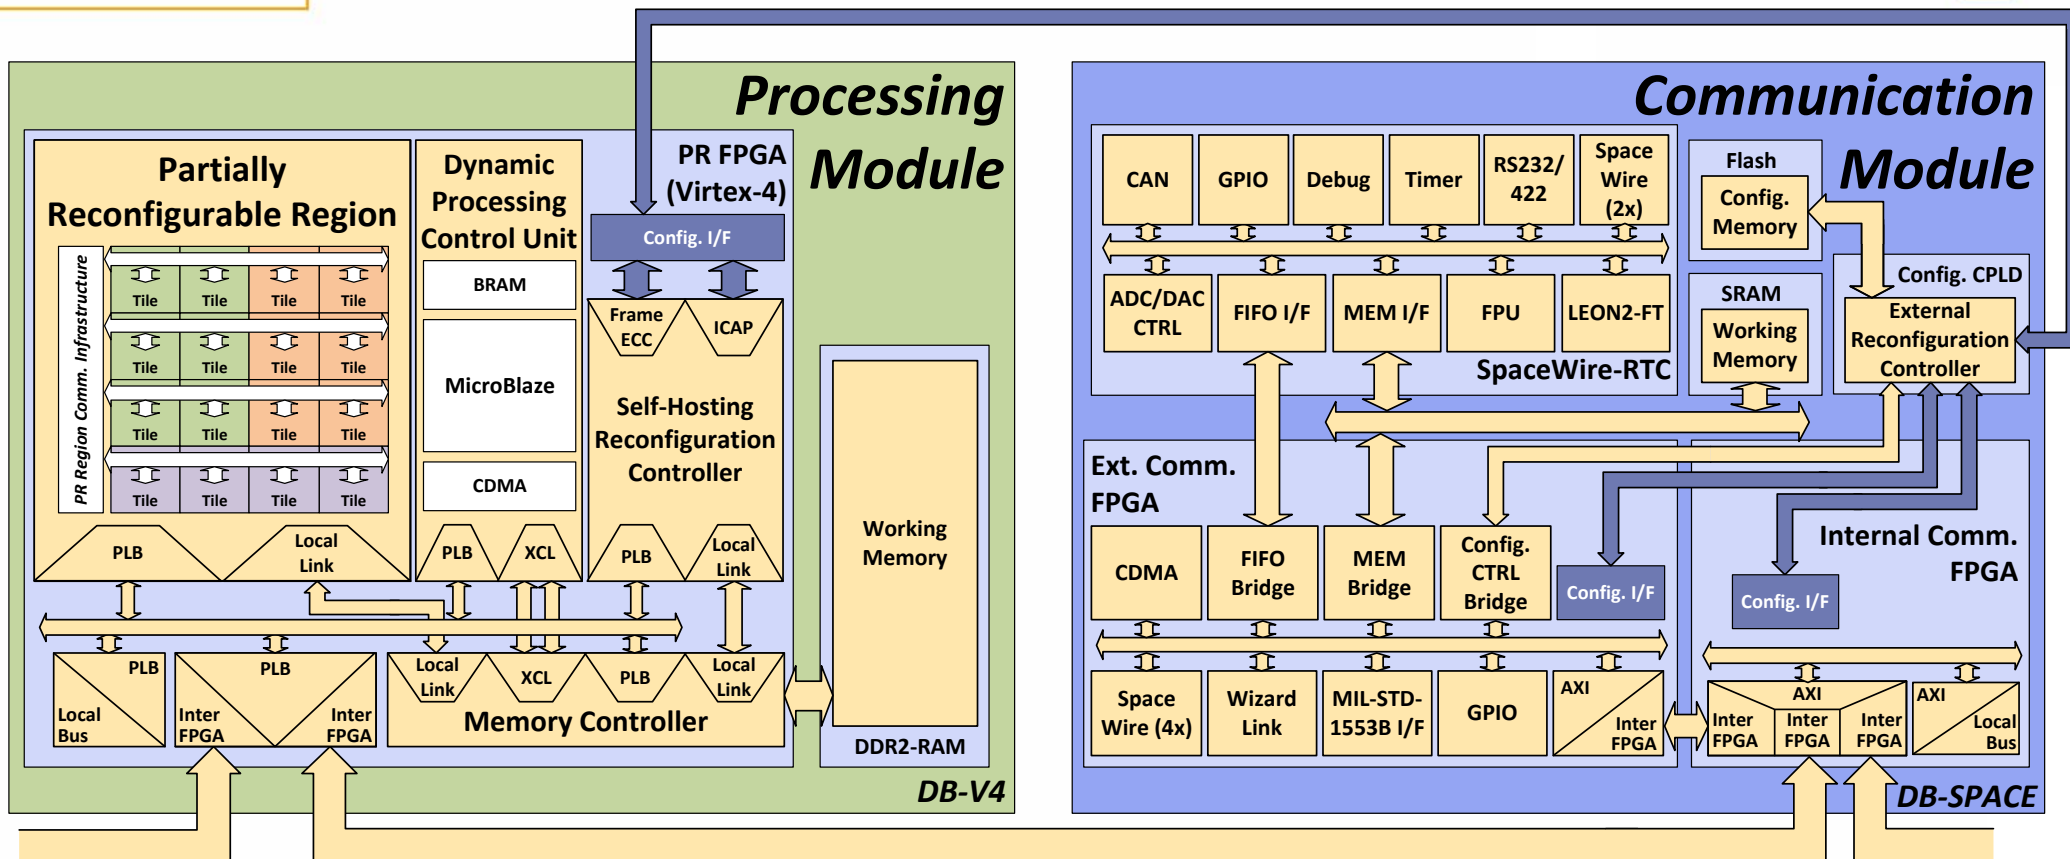 Processing
Module
PR FPGA
(Virtex-4)
Partially
Reconfigurable Region
PR Region Comm. Infrastructure
Tile Tile Tile Tile
Tile Tile Tile Tile
Tile Tile Tile Tile
Tile Tile Tile Tile
PLB
Local
Link
Dynamic
Processing
Control Unit
BRAM
MicroBlaze
CDMA
PLB
XCL
Config. I/F
Frame
ECC
ICAP
Self-Hosting
Reconfiguration
Controller
PLB
Local
Link
PLB
Local
Bus
PLB
Inter
FPGA
Inter
FPGA
Local
Link
XCL
PLB
Local
Link
Memory Controller
Working
Memory
DDR2-RAM
DB-V4
Communication
Module
CAN
GPIO
Debug
Timer
RS232/
422
Space
Wire
(2x)
ADC/DAC
CTRL
FIFO I/F
MEM I/F
FPU
LEON2-FT
SpaceWire-RTC
Flash
Config.
Memory
SRAM
Working
Memory
Config. CPLD
External
Reconfiguration
Controller
Ext. Comm.
FPGA
CDMA
FIFO
Bridge
MEM
Bridge
Config.
CTRL
Bridge
Config. I/F
Space
Wire (4x)
Wizard
Link
MIL-STD-
1553B I/F
GPIO
AXI
Inter
FPGA
Internal Comm.
FPGA
Config. I/F
AXI
Inter
FPGA
Inter
FPGA
Inter
FPGA
AXI
Local
Bus
DB-SPACE